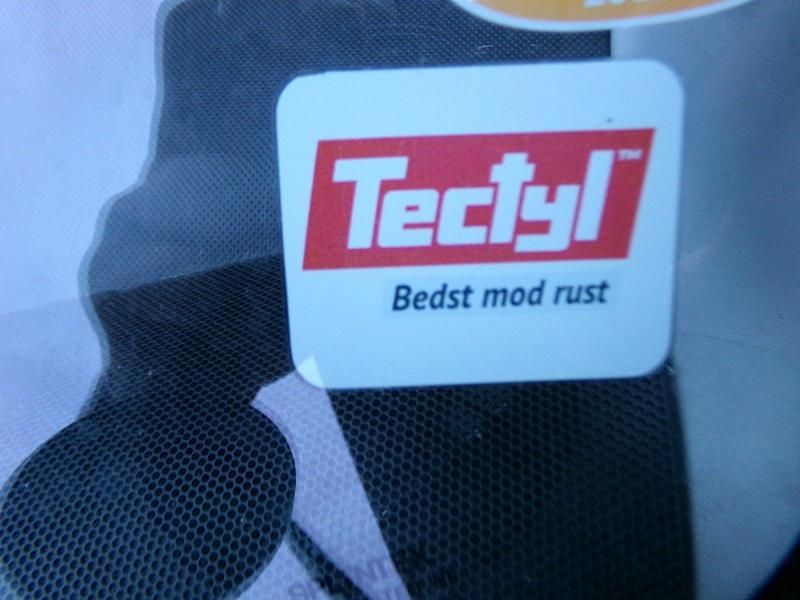 Tectyl™
Bedst mod rust